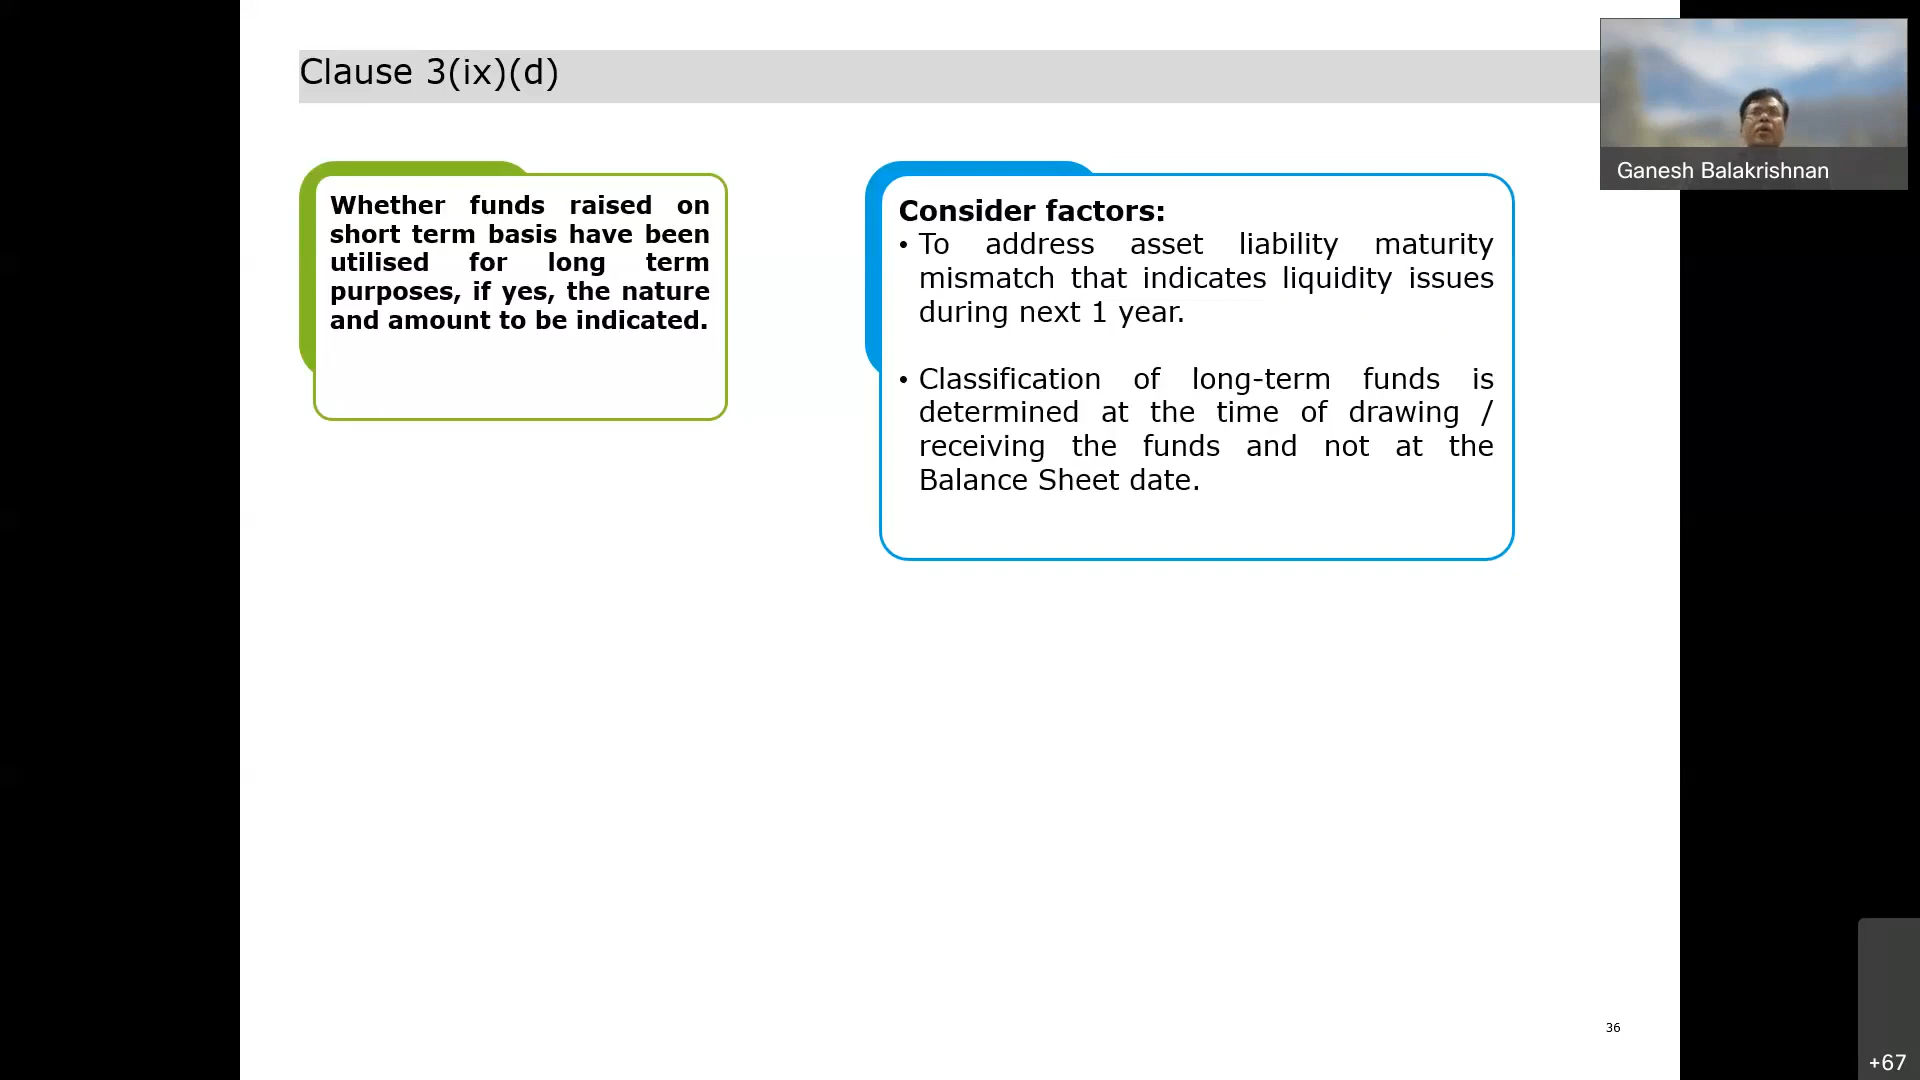 Clause 3(ix)(d)
Whether funds raised on
short term basis have been
utilised for long term
purposes, if yes, the nature
and amount to be indicated.
Consider factors:
• To address asset liability maturity
mismatch that indicates liquidity issues
during next 1 year.
• Classification of long-term funds is
determined at the time of drawing /
receiving the funds and not at the
Balance Sheet date.
Ganesh Balakrishnan
36
+67